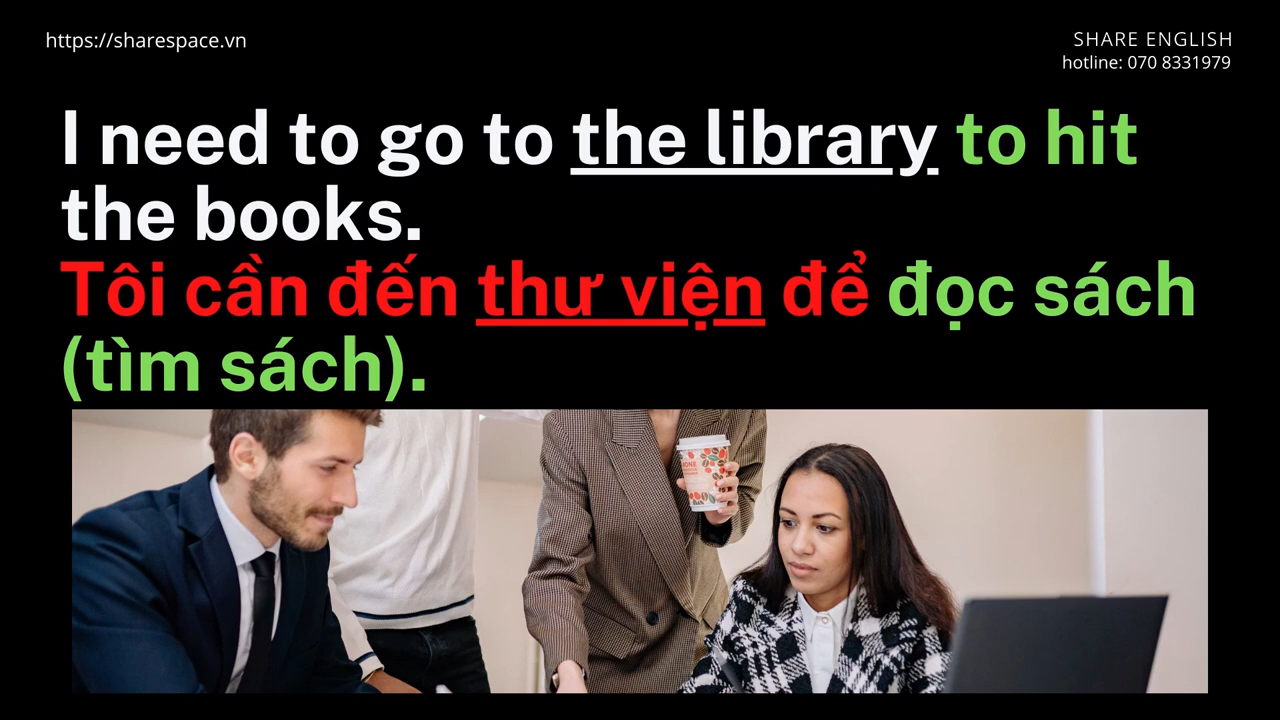 https://sharespace.vn
SHARE ENGLISH
hotline: 070 8331979
I need to go to the library to hit
the books.
Tôi cần đến thư viện để đọc sách
(tìm sách).